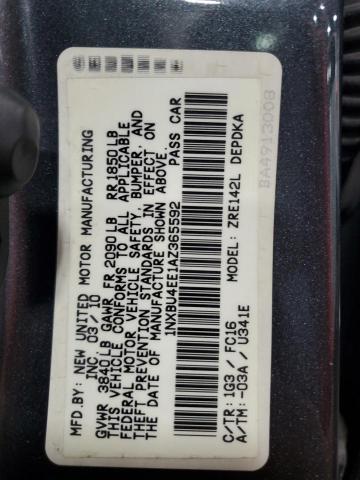 MFD.BY: NEW UNITED MOTOR MANUFACTURING
INC. 03/10
GVWR 3840LB GAWR FR 2090LB RR 1850LB
THIS VEHICLE CONFORMS TO ALL APPLICABLE
FEDERAL MOTOR VEHICLE SAFETY, BUMPER, AND
THEFT PREVENTION STANDARDS IN EFFECT ON
THE DATE OF MANUFACTURE SHOWN ABOVE.
1NXBU4EE1AZ365592 PASS CAR
C/TR: 1G3 / FC16 MODEL: ZRE142L DEPDKA
A/TM: -03A / U341E
BA4913008